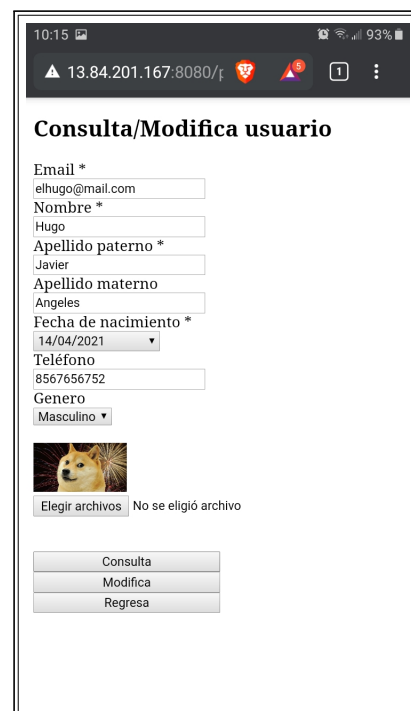 10:15 93%
13.84.201.167:8080/p 5 1
Consulta/Modifica usuario
Email *
elhugo@mail.com
Nombre *
Hugo
Apellido paterno *
Javier
Apellido materno
Angeles
Fecha de nacimiento *
14/04/2021
Teléfono
8567656752
Genero
Masculino
Elegir archivos No se eligió archivo
Consulta
Modifica
Regresa